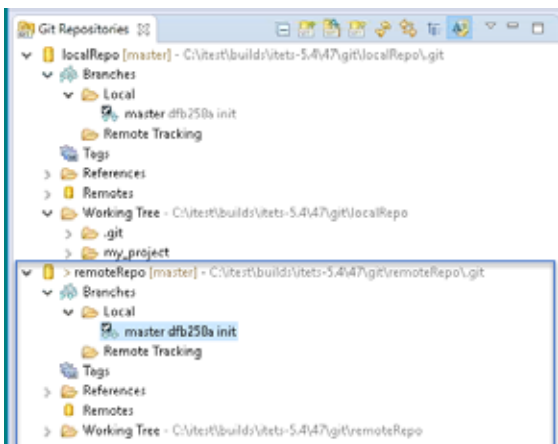 Git Repositories
localRepo [master] - C:\itest\builds\itets-5.4\47\git\localRepo\.git
Branches
Local
master dfb258a init
Remote Tracking
Tags
References
Remotes
Working Tree - C:\itest\builds\itets-5.4\47\git\localRepo
.git
my_project
> remoteRepo [master] - C:\itest\builds\itets-5.4\47\git\remoteRepo\.git
Branches
Local
master dfb258a init
Remote Tracking
Tags
References
Remotes
Working Tree - C:\itest\builds\itets-5.4\47\git\remoteRepo